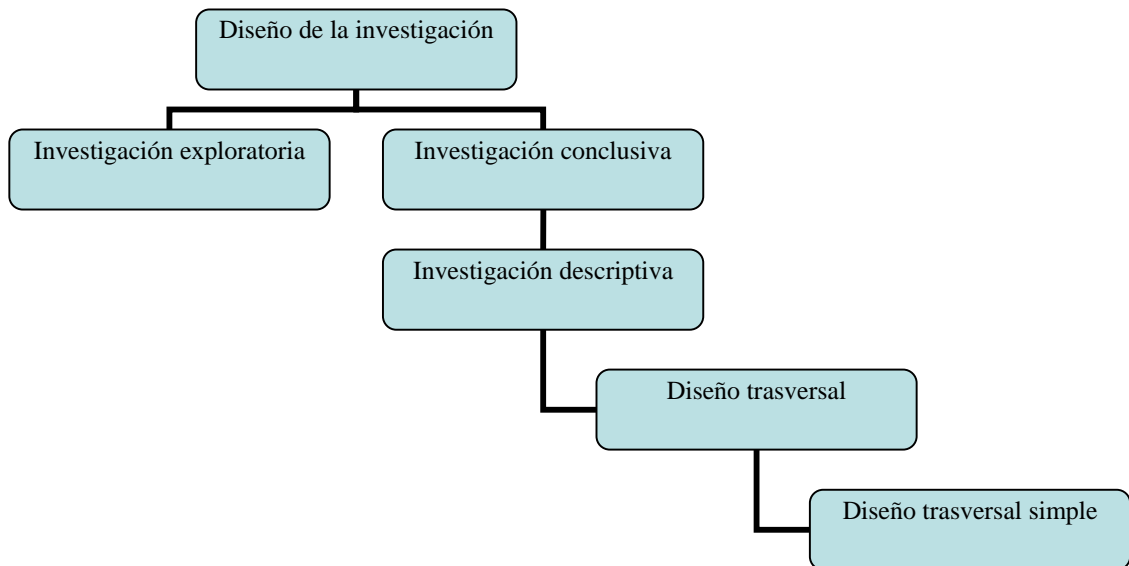 Diseño de la investigación
Investigación exploratoria
Investigación conclusiva
Investigación descriptiva
Diseño trasversal
Diseño trasversal simple